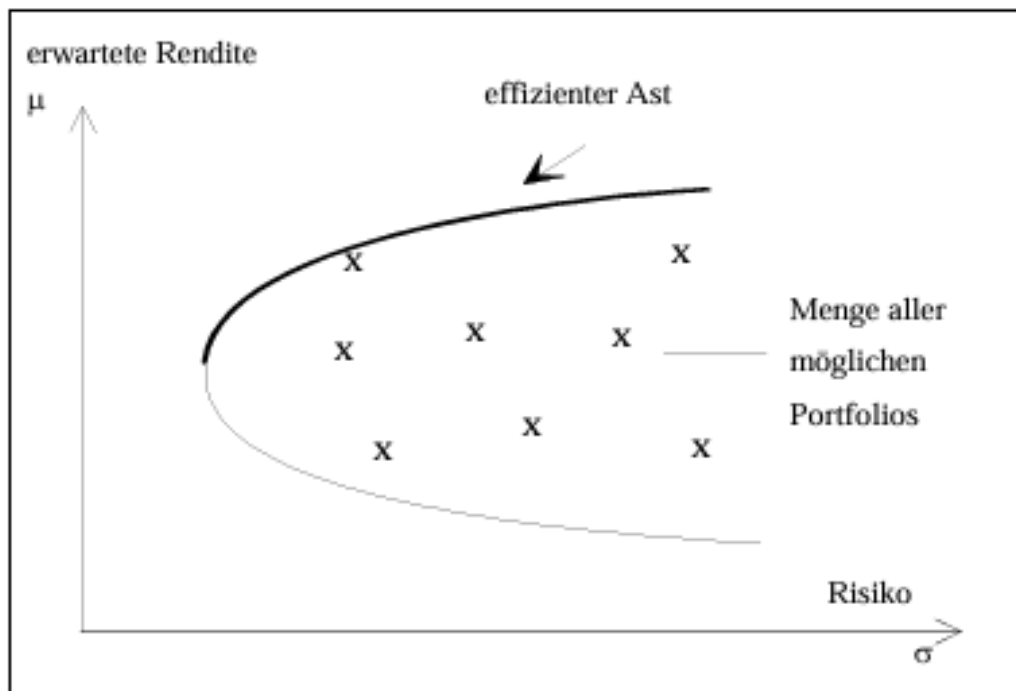 erwartete Rendite
μ
effizienter Ast
x
x
x
x
x
Menge aller
möglichen
Portfolios
x
x
x
Risiko
σ